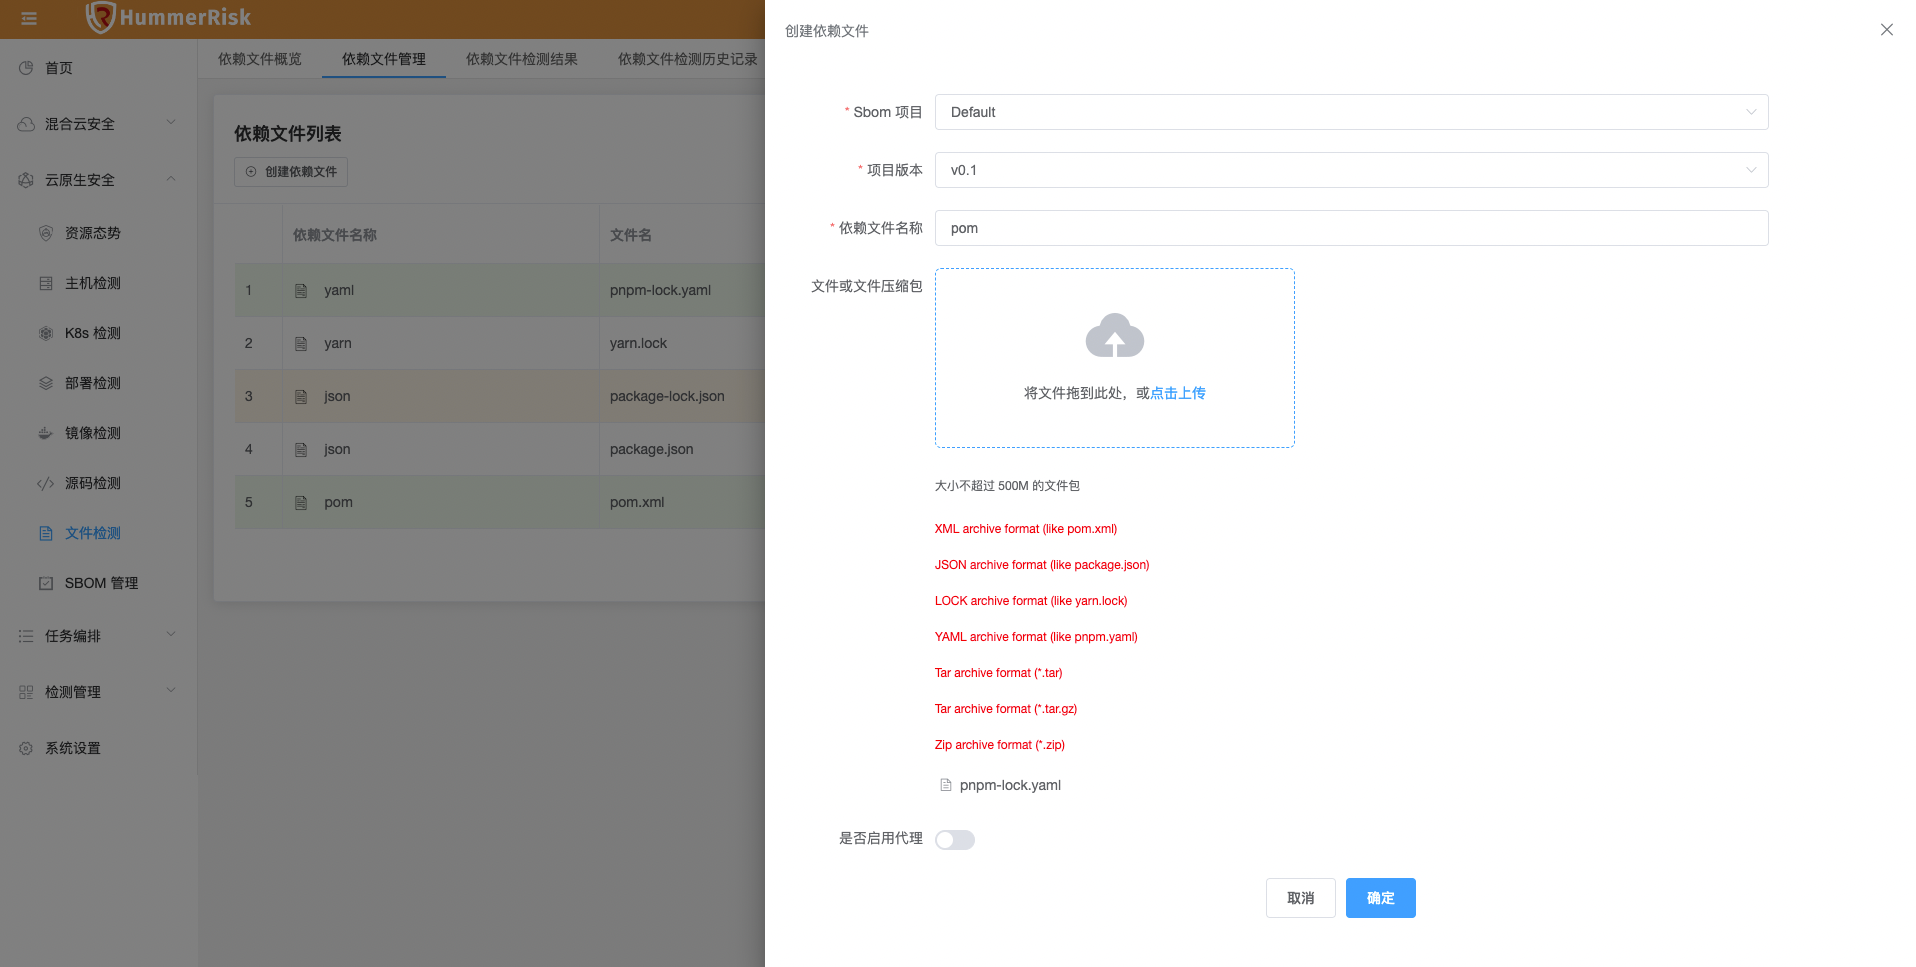 HummerRisk
首页
混合云安全
云原生安全
资源态势
主机检测
K8s 检测
部署检测
镜像检测
源码检测
文件检测
SBOM 管理
任务编排
检测管理
系统设置
依赖文件概览 依赖文件管理 依赖文件检测结果 依赖文件检测历史记录
依赖文件列表
创建依赖文件
依赖文件名称 文件名
1 yaml pnpm-lock.yaml
2 yarn yarn.lock
3 json package-lock.json
4 json package.json
5 pom pom.xml
创建依赖文件
* Sbom 项目 Default
* 项目版本 v0.1
* 依赖文件名称 pom
文件或文件压缩包
将文件拖到此处，或点击上传
大小不超过 500M 的文件包
XML archive format (like pom.xml)
JSON archive format (like package.json)
LOCK archive format (like yarn.lock)
YAML archive format (like pnpm.yaml)
Tar archive format (*.tar)
Tar archive format (*.tar.gz)
Zip archive format (*.zip)
pnpm-lock.yaml
是否启用代理
取消 确定